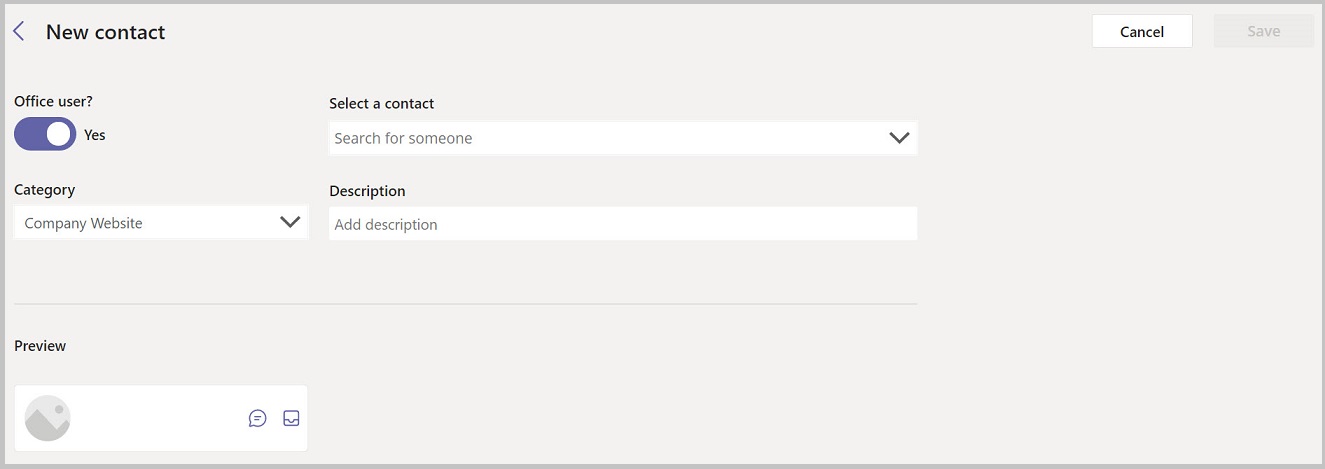 New contact
Cancel
Save
Office user?
Yes
Select a contact
Search for someone
Category
Company Website
Description
Add description
Preview